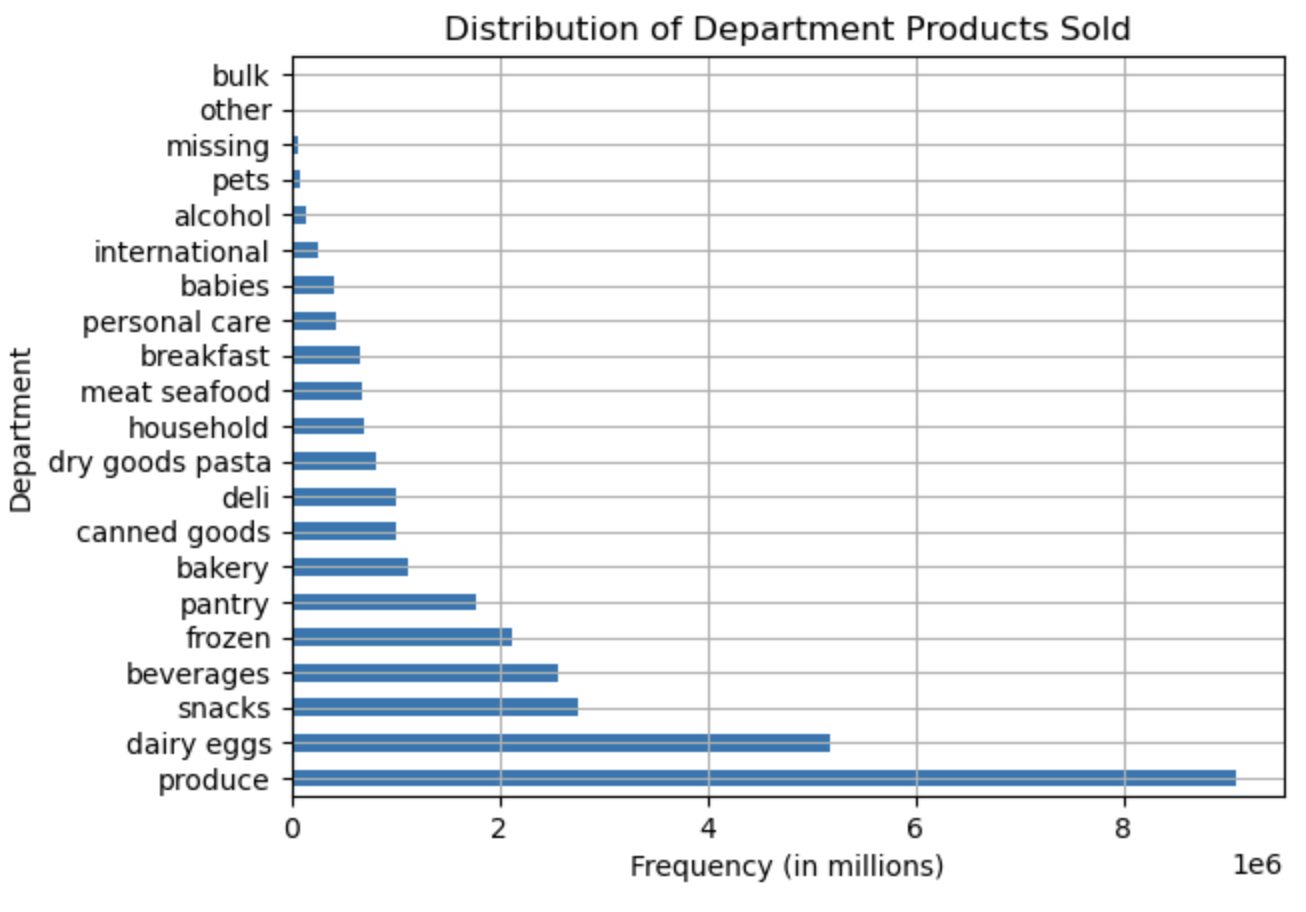 Distribution of Department Products Sold
bulk
other
missing
pets
alcohol
international
babies
personal care
breakfast
meat seafood
household
dry goods pasta
deli
canned goods
bakery
pantry
frozen
beverages
snacks
dairy eggs
produce
Department
0 2 4 6 8
1e6
Frequency (in millions)